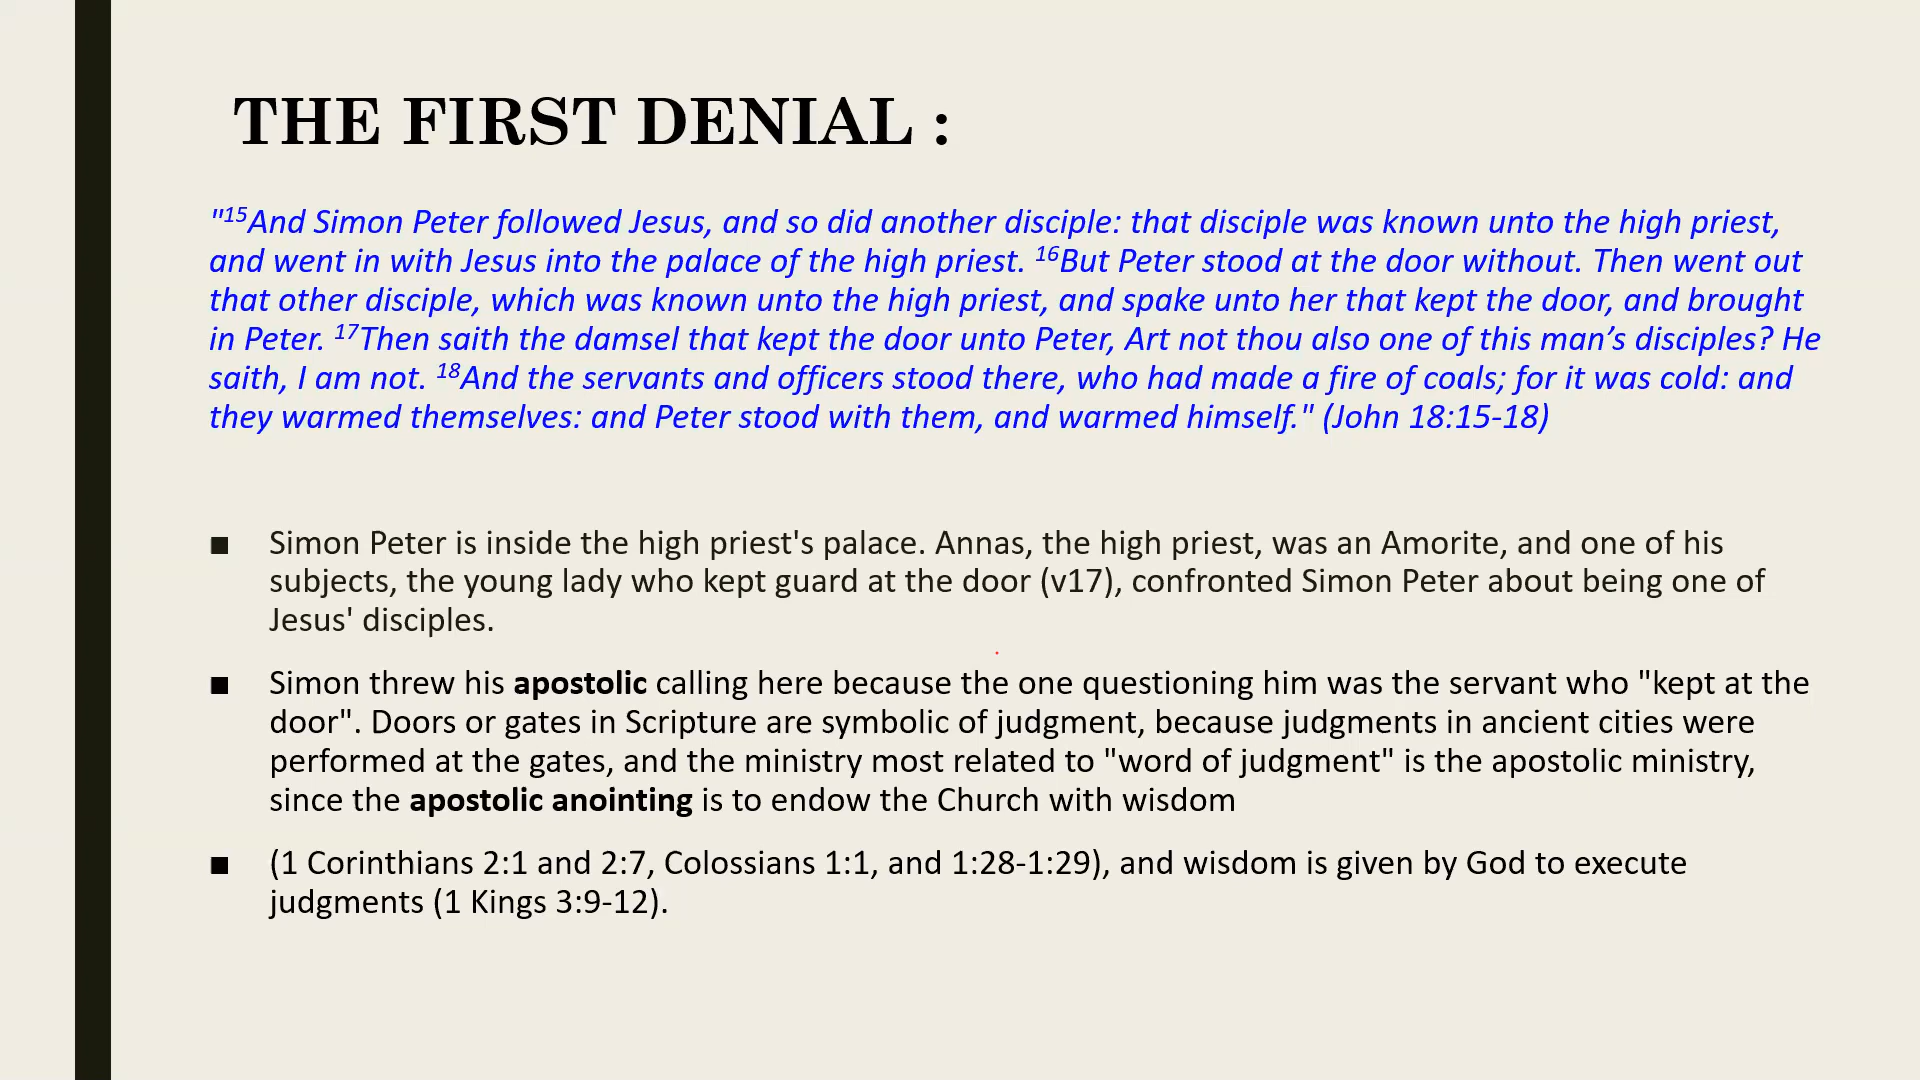 THE FIRST DENIAL :
"15And Simon Peter followed Jesus, and so did another disciple: that disciple was known unto the high priest,
and went in with Jesus into the palace of the high priest. 16But Peter stood at the door without. Then went out
that other disciple, which was known unto the high priest, and spake unto her that kept the door, and brought
in Peter. 17Then saith the damsel that kept the door unto Peter, Art not thou also one of this man’s disciples? He
saith, I am not. 18And the servants and officers stood there, who had made a fire of coals; for it was cold: and
they warmed themselves: and Peter stood with them, and warmed himself." (John 18:15-18)
■ Simon Peter is inside the high priest's palace. Annas, the high priest, was an Amorite, and one of his
subjects, the young lady who kept guard at the door (v17), confronted Simon Peter about being one of
Jesus' disciples.
■ Simon threw his apostolic calling here because the one questioning him was the servant who "kept at the
door". Doors or gates in Scripture are symbolic of judgment, because judgments in ancient cities were
performed at the gates, and the ministry most related to "word of judgment" is the apostolic ministry,
since the apostolic anointing is to endow the Church with wisdom
■ (1 Corinthians 2:1 and 2:7, Colossians 1:1, and 1:28-1:29), and wisdom is given by God to execute
judgments (1 Kings 3:9-12).